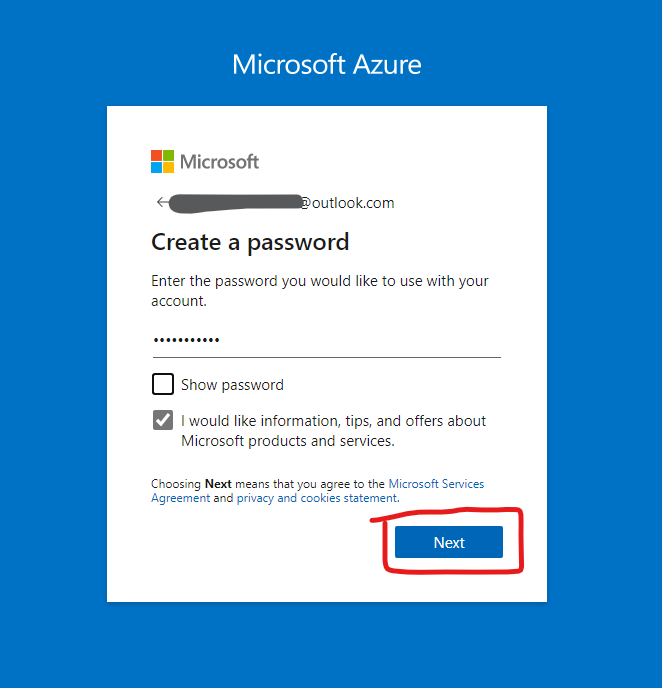 Microsoft Azure
Microsoft
@outlook.com
Create a password
Enter the password you would like to use with your
account.
•••••••••••
Show password
I would like information, tips, and offers about
Microsoft products and services.
Choosing Next means that you agree to the Microsoft Services
Agreement and privacy and cookies statement.
Next